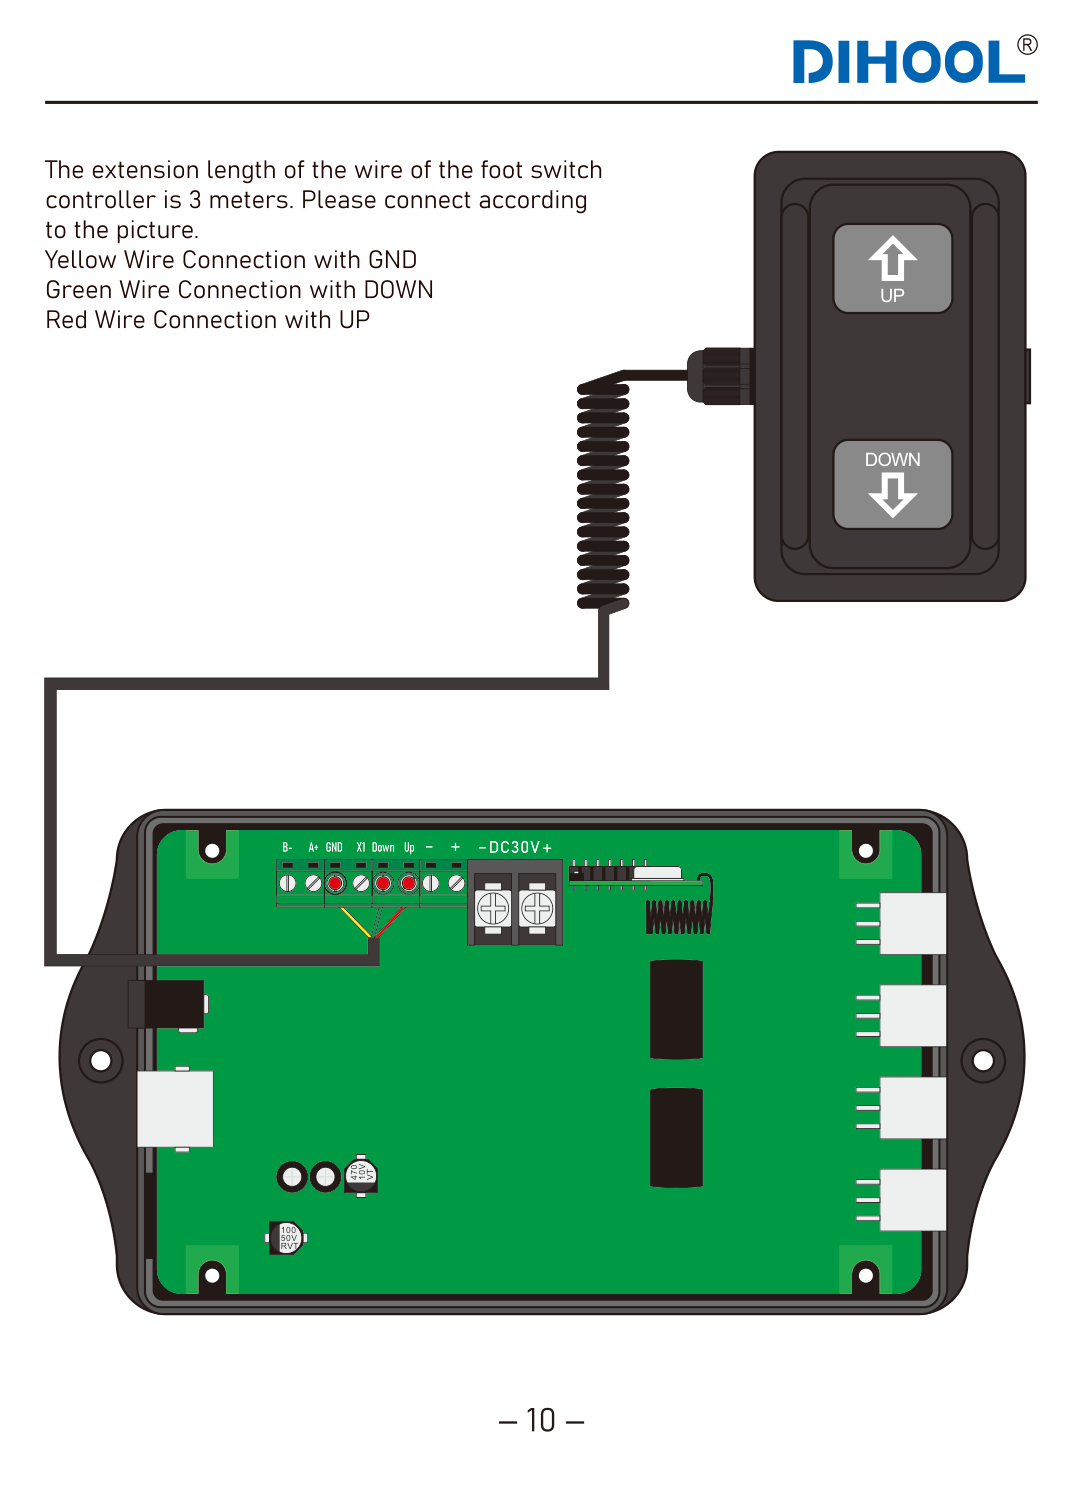 DIHOOL®
The extension length of the wire of the foot switch
controller is 3 meters. Please connect according
to the picture.
Yellow Wire Connection with GND
Green Wire Connection with DOWN
Red Wire Connection with UP
UP
DOWN
B- A+ GND X1 Down Up - + -DC30V+
470
10V
VT
100
50V
RVT
– 10 –